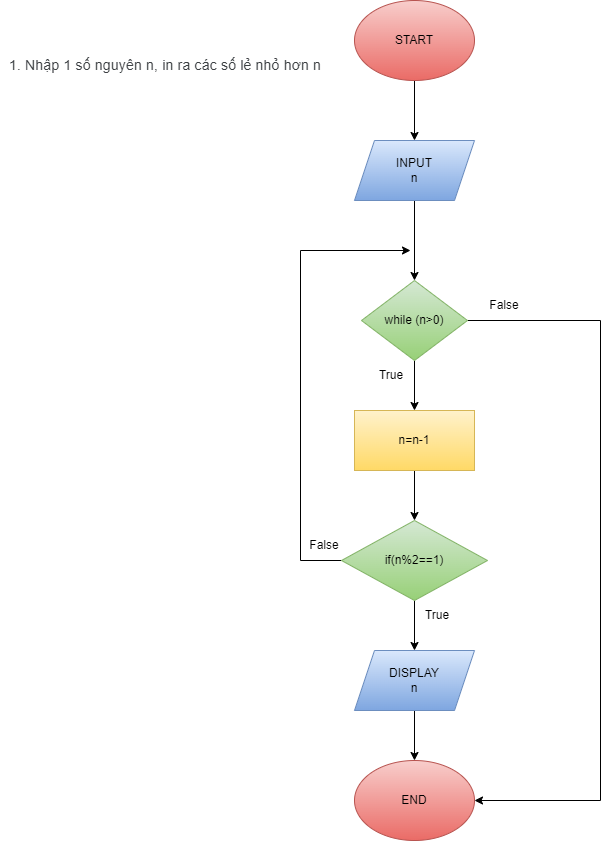 START
1. Nhập 1 số nguyên n, in ra các số lẻ nhỏ hơn n
INPUT
n
while (n>0)
False
True
n=n-1
if(n%2==1)
False
True
DISPLAY
n
END